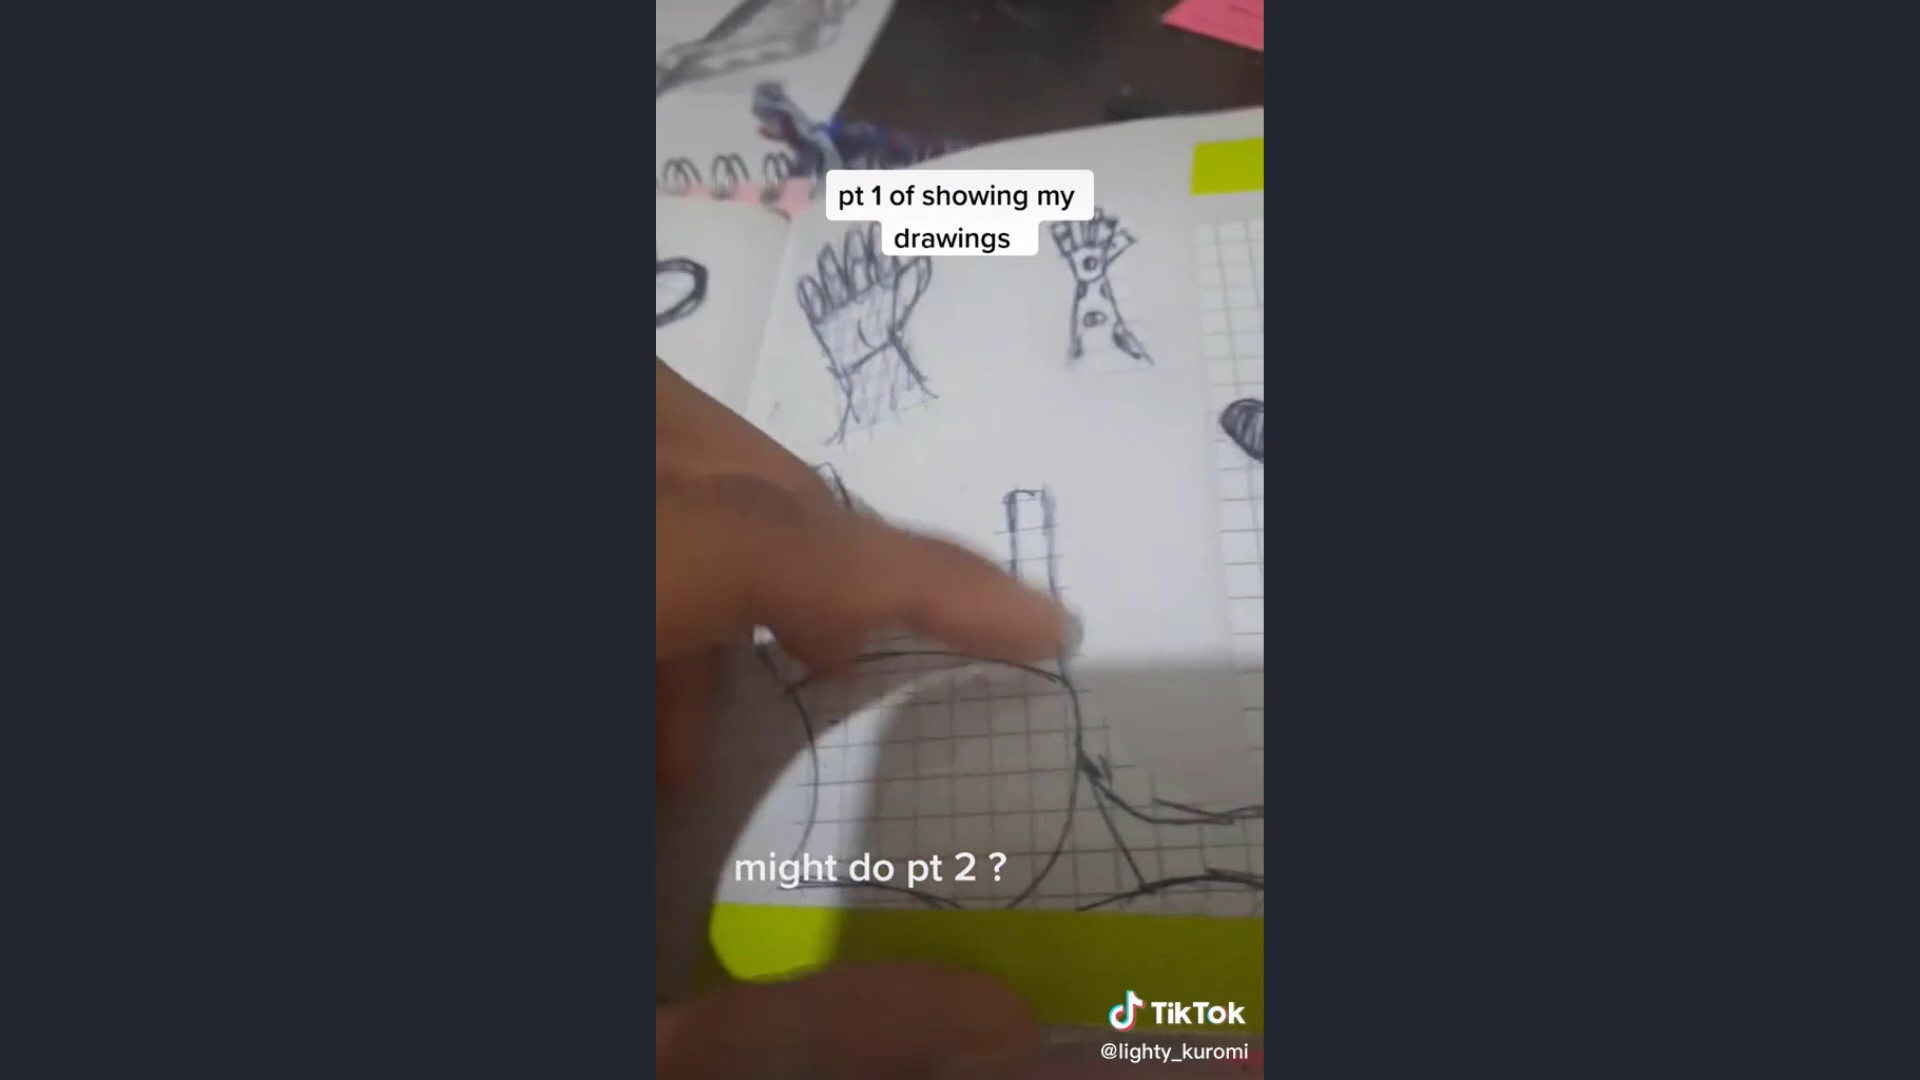 pt 1 of showing my
drawings
might do pt 2 ?
TikTok
@lighty_kuromi